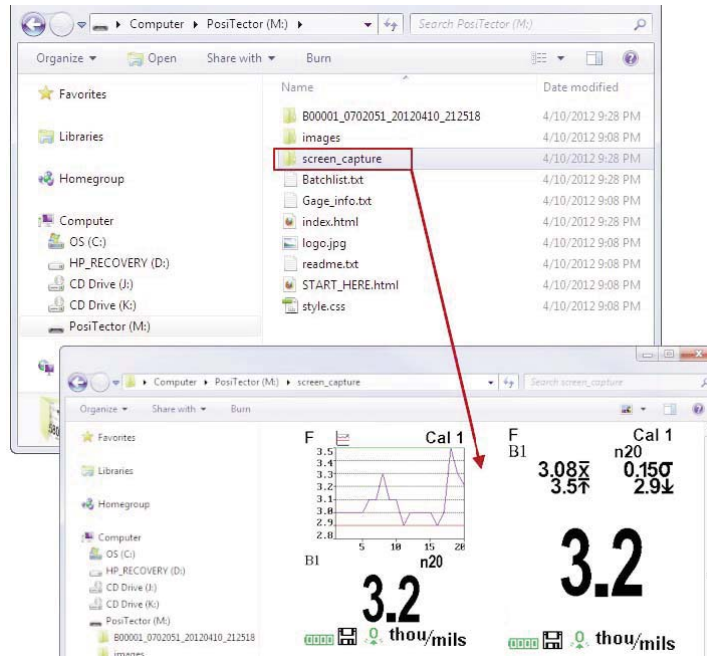 Computer ▸ PosiTector (M:) ▸
Search PosiTector (M:)
Organize Open Share with Burn
Name Date modified
Favorites
Libraries
Homegroup
Computer
OS (C:)
HP_RECOVERY (D:)
CD Drive (J:)
CD Drive (K:)
PosiTector (M:)
B00001_0702051_20120410_212518 4/10/2012 9:28 PM
images 4/10/2012 9:08 PM
screen_capture 4/10/2012 9:28 PM
Batchlist.txt 4/10/2012 9:28 PM
Gage_info.txt 4/10/2012 9:08 PM
index.html 4/10/2012 9:28 PM
logo.jpg 4/10/2012 9:08 PM
readme.txt 4/10/2012 9:08 PM
START_HERE.html 4/10/2012 9:08 PM
style.css 4/10/2012 9:08 PM
Computer ▸ PosiTector (M:) ▸ screen_capture
Search screen_capture
Organize Share with Burn
Favorites
Libraries
Homegroup
Computer
OS (C:)
HP_RECOVERY (D:)
CD Drive (J:)
CD Drive (K:)
PosiTector (M:)
B00001_0702051_20120410_212518
images
F Cal 1
3.5
3.4
3.3
3.2
3.1
3.0
2.9
2.8
5 10 15 20
B1 n20
3.2
thou/mils
F Cal 1
B1 n20
3.08x̅ 0.15σ
3.5↑ 2.9↓
3.2
thou/mils